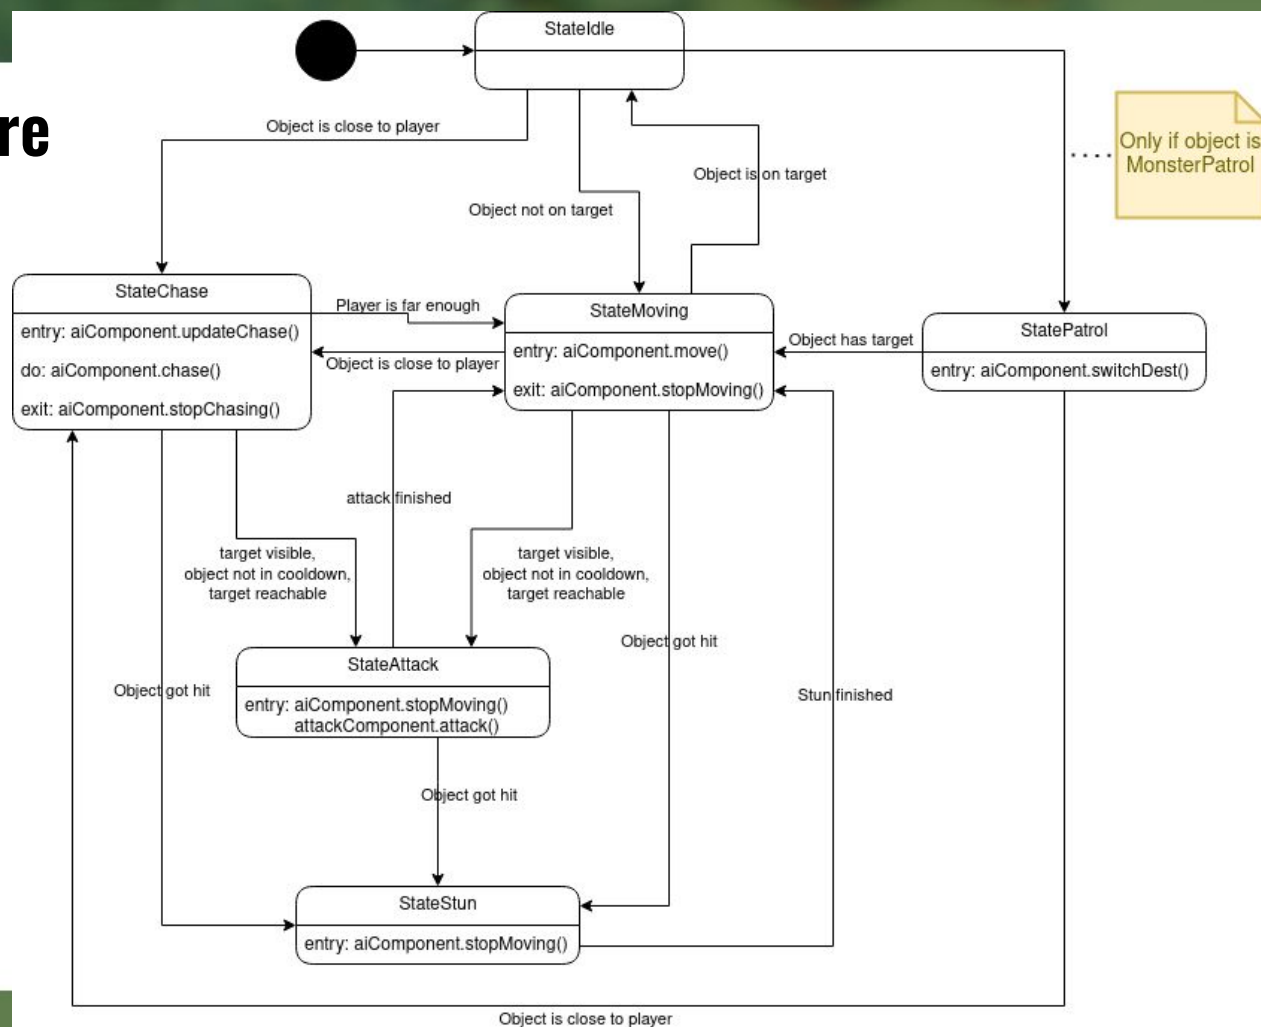 StateIdle
re
Object is close to player
Only if object is
MonsterPatrol
Object is on target
Object not on target
StateChase
entry: aiComponent.updateChase()
do: aiComponent.chase()
exit: aiComponent.stopChasing()
Player is far enough
Object is close to player
StateMoving
entry: aiComponent.move()
exit: aiComponent.stopMoving()
Object has target
StatePatrol
entry: aiComponent.switchDest()
attack finished
target visible,
object not in cooldown,
target reachable
target visible,
object not in cooldown,
target reachable
Object got hit
StateAttack
entry: aiComponent.stopMoving()
attackComponent.attack()
Object got hit
Stun finished
Object got hit
StateStun
entry: aiComponent.stopMoving()
Object is close to player